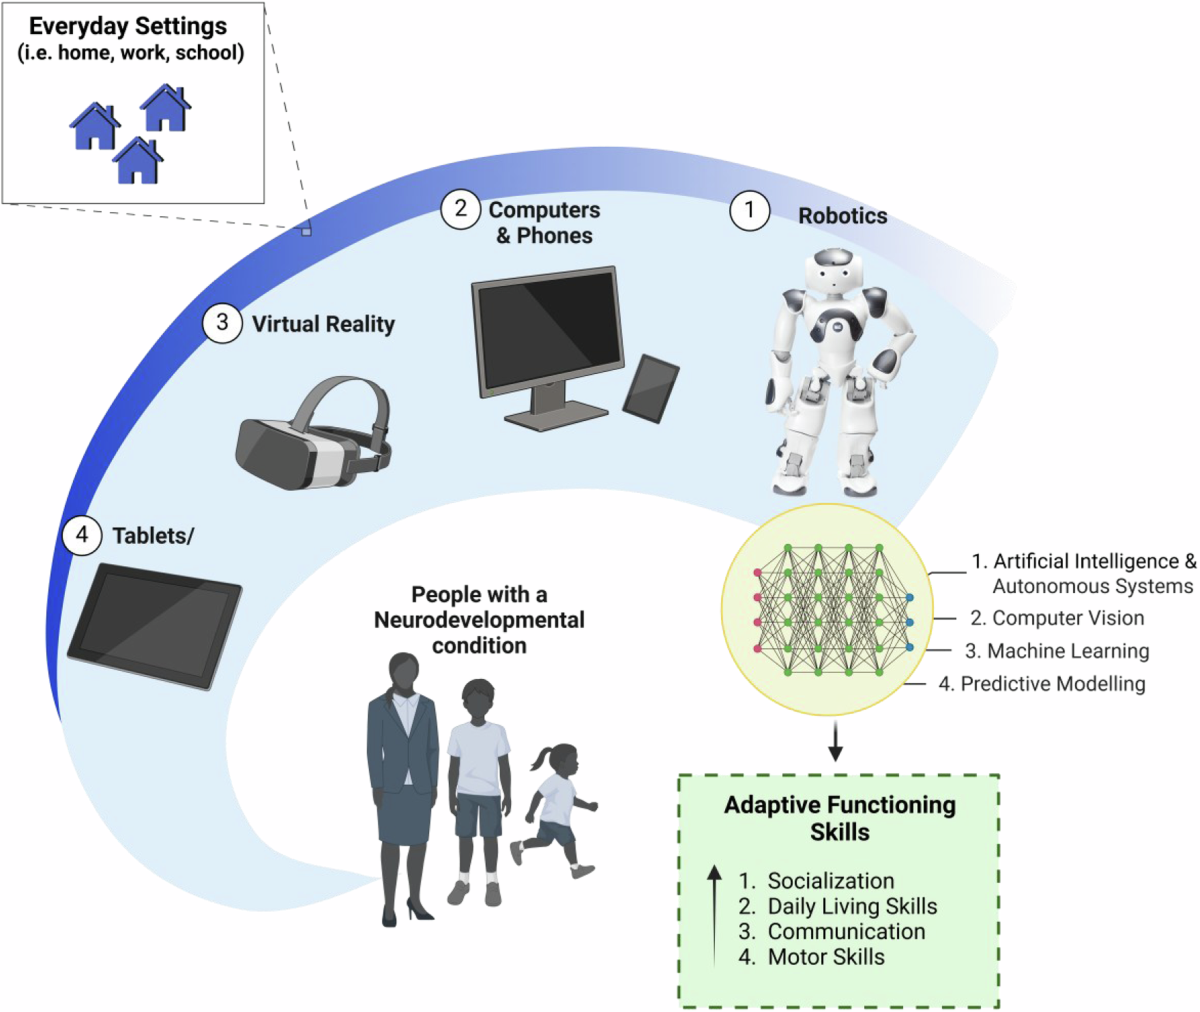 Everyday Settings
(i.e. home, work, school)
2
Computers
& Phones
1
Robotics
3
Virtual Reality
4
Tablets/
People with a
Neurodevelopmental
condition
1. Artificial Intelligence &
Autonomous Systems
2. Computer Vision
3. Machine Learning
4. Predictive Modelling
Adaptive Functioning
Skills
1. Socialization
2. Daily Living Skills
3. Communication
4. Motor Skills